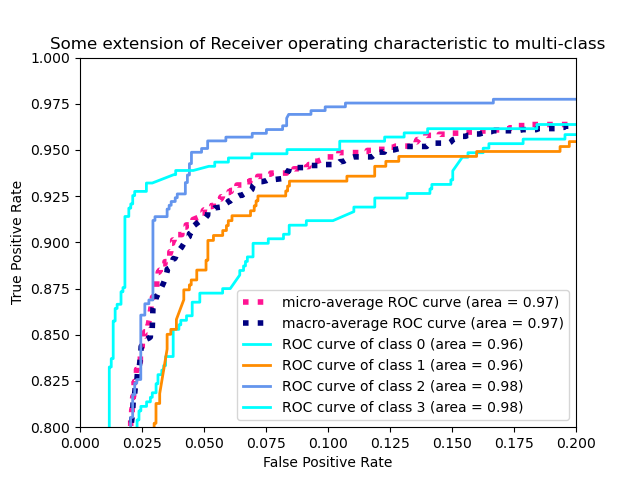 Some extension of Receiver operating characteristic to multi-class
True Positive Rate
1.000
0.975
0.950
0.925
0.900
0.875
0.850
0.825
0.800
micro-average ROC curve (area = 0.97)
macro-average ROC curve (area = 0.97)
ROC curve of class 0 (area = 0.96)
ROC curve of class 1 (area = 0.96)
ROC curve of class 2 (area = 0.98)
ROC curve of class 3 (area = 0.98)
0.000 0.025 0.050 0.075 0.100 0.125 0.150 0.175 0.200
False Positive Rate